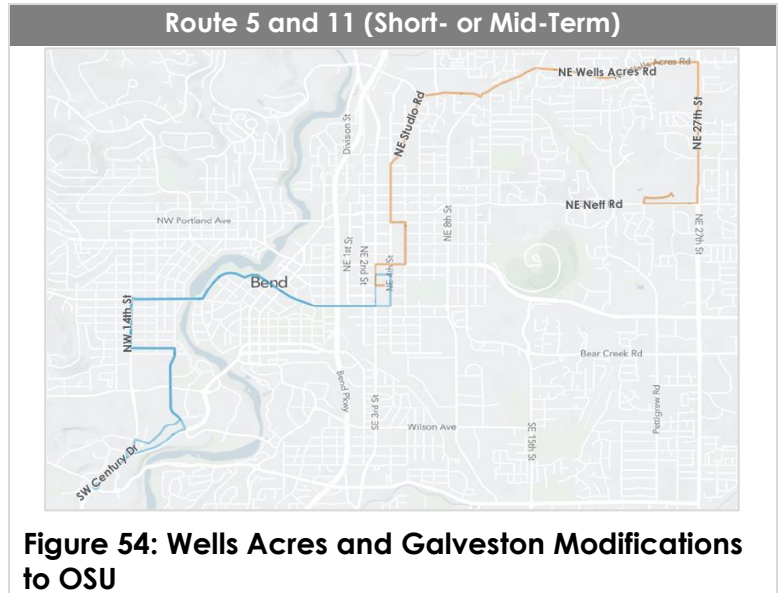 Route 5 and 11 (Short- or Mid-Term)
Acres Rd
NE Wells Acres Rd
NE Studio Rd
Division St
NE 27th St
NE Neff Rd
NW Portland Ave
NE 8th St
NE 27th St
NE 1st St
NE 2nd St
NE 4th St
Bend
NW 14th St
Bear Creek Rd
Bend Pkwy
SE 3rd St
Pettigrew Rd
Wilson Ave
SE 15th St
SW Century Dr
Figure 54: Wells Acres and Galveston Modifications
to OSU